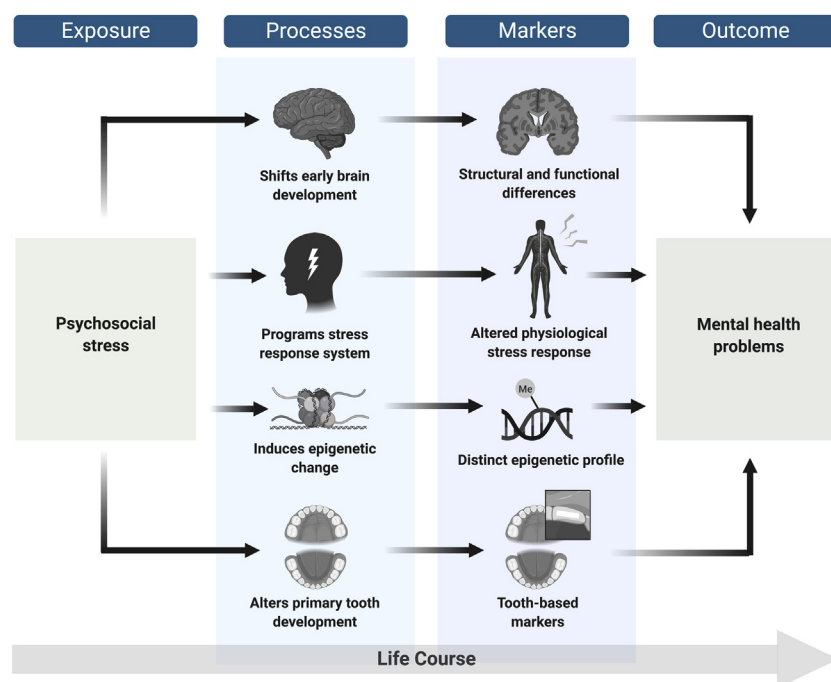 Exposure
Processes
Markers
Outcome
Shifts early brain
development
Structural and functional
differences
Psychosocial
stress
Programs stress
response system
Altered physiological
stress response
Mental health
problems
Induces epigenetic
change
Me
Distinct epigenetic profile
Alters primary tooth
development
Tooth-based
markers
Life Course